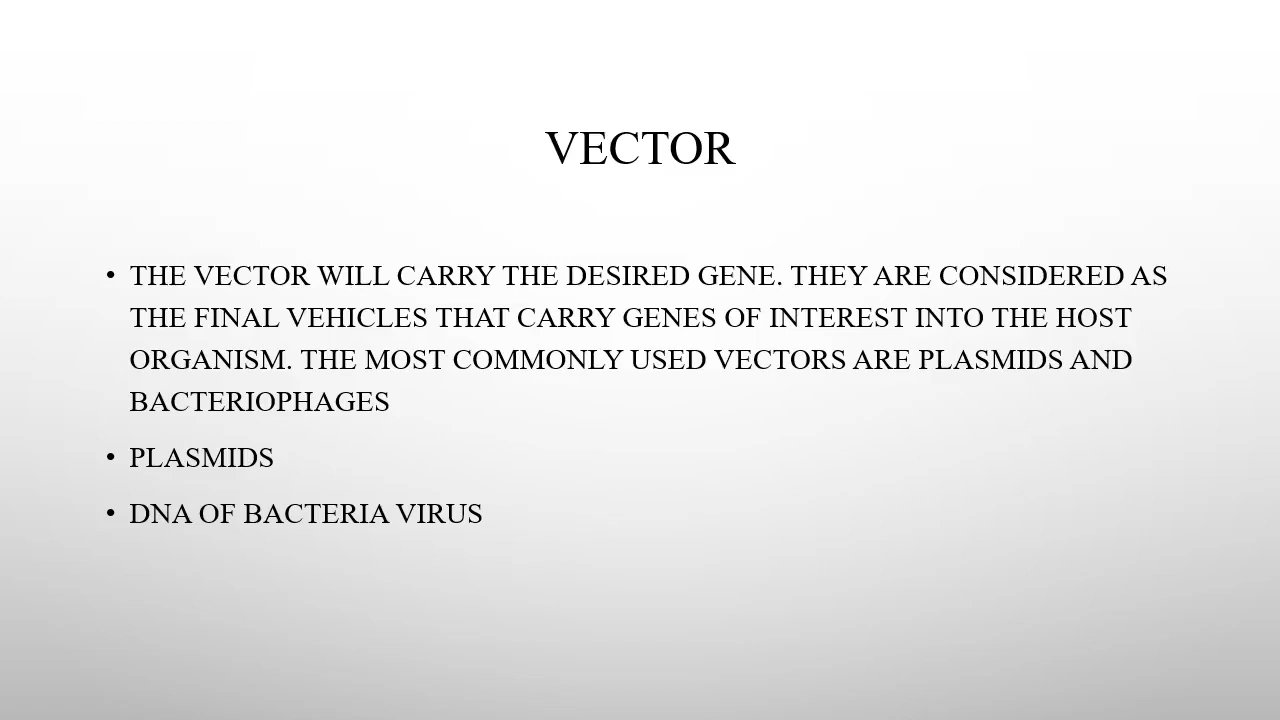 VECTOR
• THE VECTOR WILL CARRY THE DESIRED GENE. THEY ARE CONSIDERED AS
THE FINAL VEHICLES THAT CARRY GENES OF INTEREST INTO THE HOST
ORGANISM. THE MOST COMMONLY USED VECTORS ARE PLASMIDS AND
BACTERIOPHAGES
• PLASMIDS
• DNA OF BACTERIA VIRUS